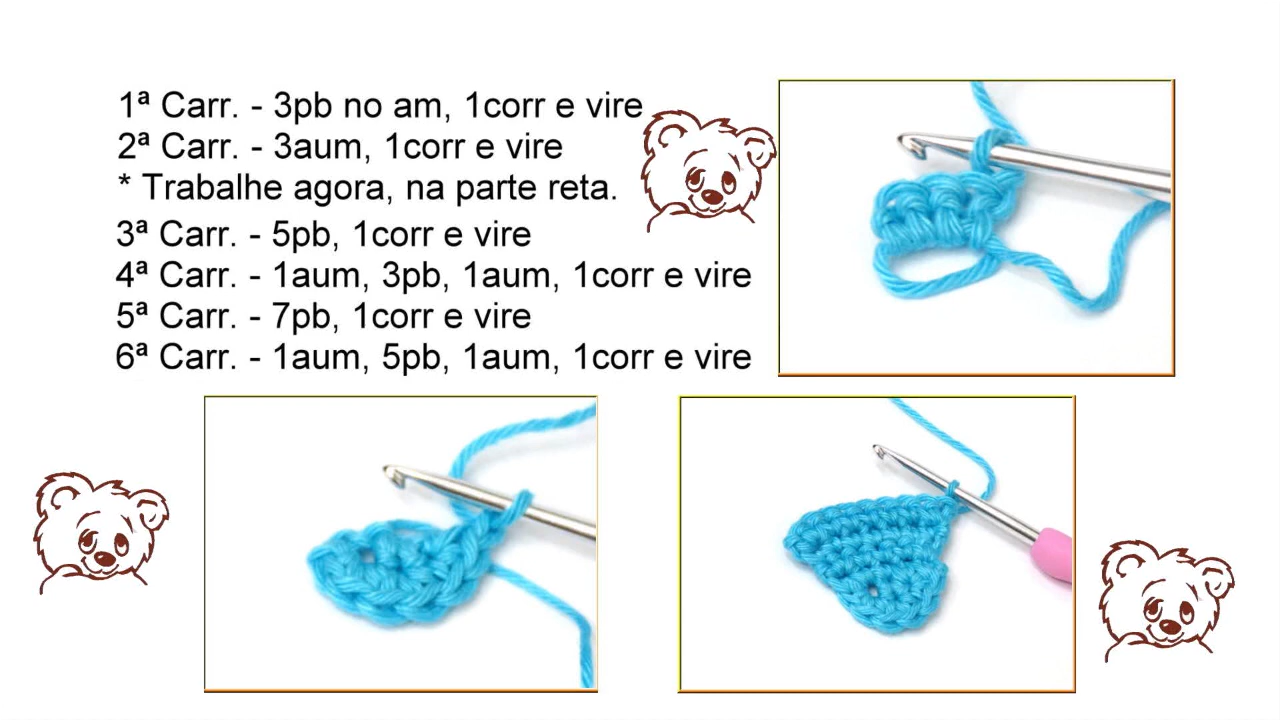 1ª Carr. - 3pb no am, 1corr e vire
2ª Carr. - 3aum, 1corr e vire
* Trabalhe agora, na parte reta.
3ª Carr. - 5pb, 1corr e vire
4ª Carr. - 1aum, 3pb, 1aum, 1corr e vire
5ª Carr. - 7pb, 1corr e vire
6ª Carr. - 1aum, 5pb, 1aum, 1corr e vire